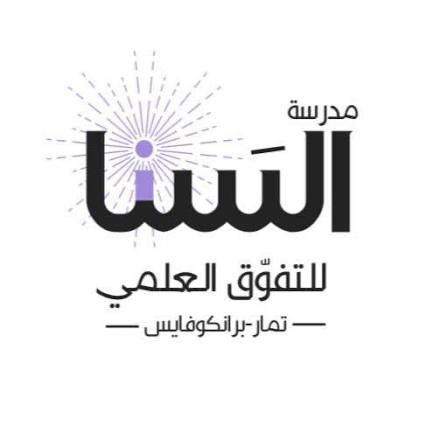 مدرسة
السَنا
للتفوّق العلمي
تمار-برانكوفايس